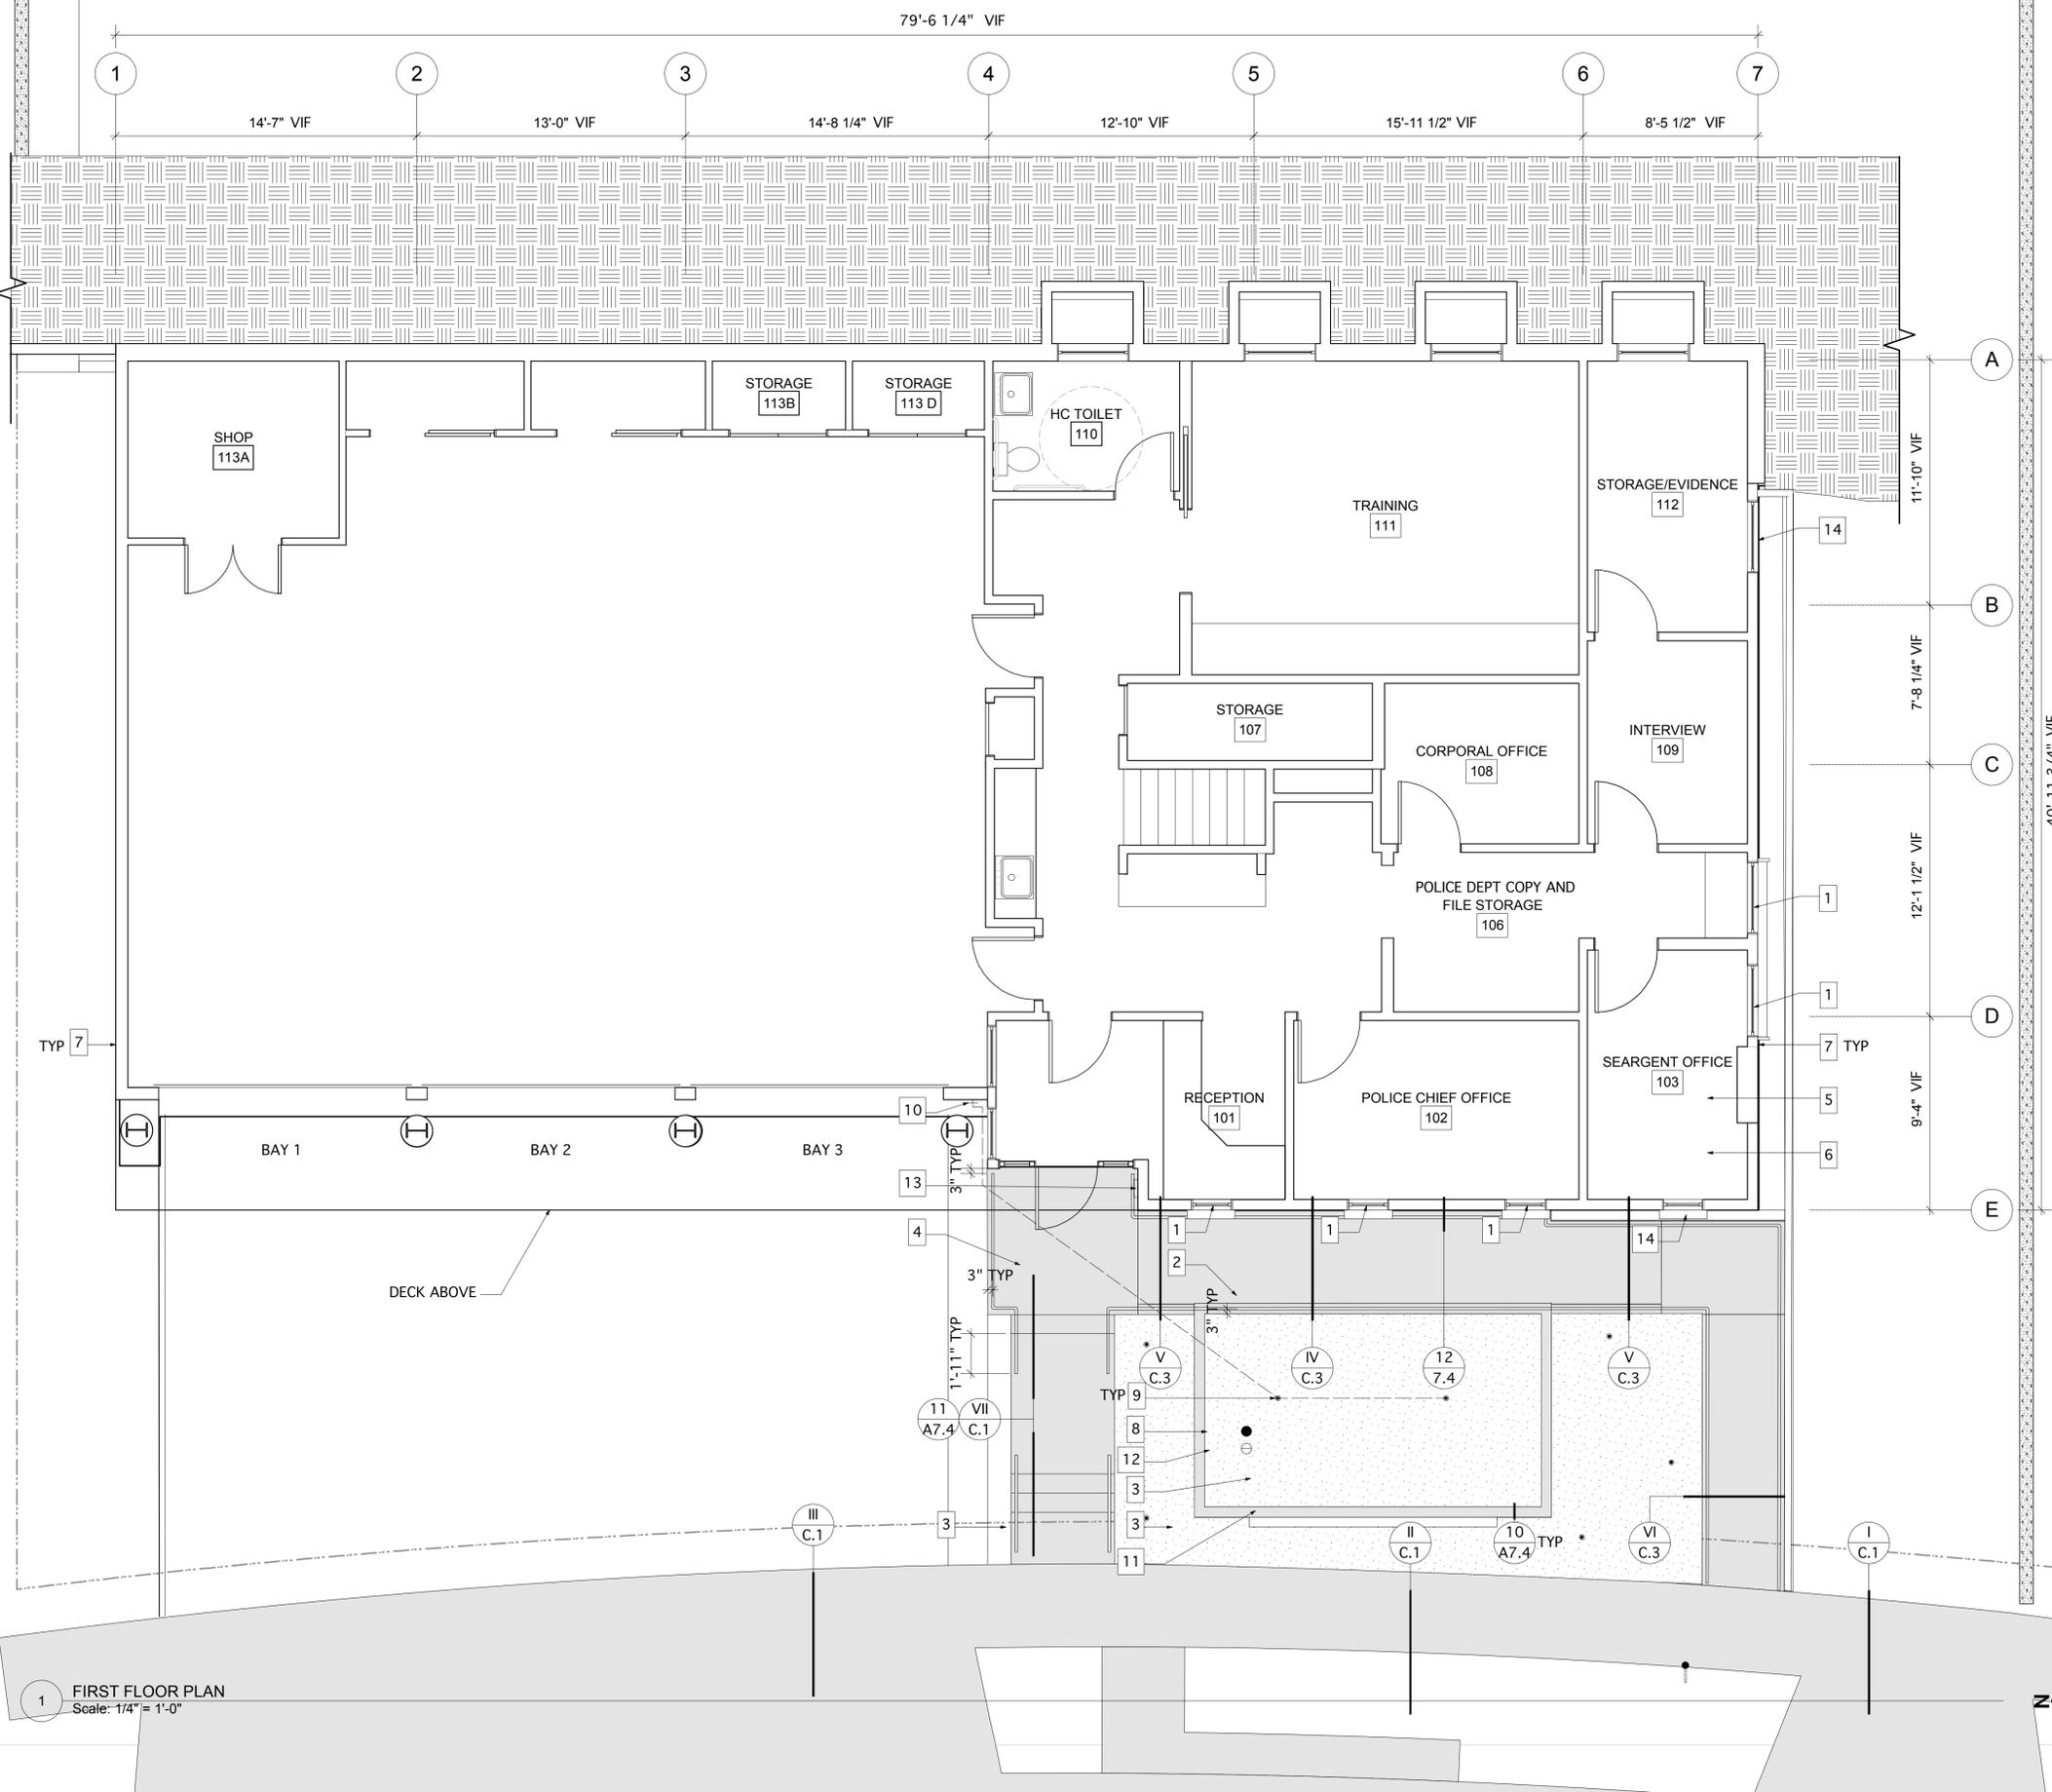 79'-6 1/4" VIF
1
2
3
4
5
6
7
14'-7" VIF
13'-0" VIF
14'-8 1/4" VIF
12'-10" VIF
15'-11 1/2" VIF
8'-5 1/2" VIF
A
STORAGE
113B
STORAGE
113 D
HC TOILET
110
SHOP
113A
11'-10" VIF
STORAGE/EVIDENCE
112
TRAINING
111
14
B
7'-8 1/4" VIF
STORAGE
107
INTERVIEW
109
CORPORAL OFFICE
108
C
POLICE DEPT COPY AND
FILE STORAGE
106
1
12'-1 1/2" VIF
1
D
TYP 7
7 TYP
SEARGENT OFFICE
103
RECEPTION
101
POLICE CHIEF OFFICE
102
5
9'-4" VIF
10
BAY 1
BAY 2
BAY 3
6
3" TYP
13
E
4
1
1
1
14
2
3" TYP
DECK ABOVE
3" TYP
1'-11" TYP
V
C.3
IV
C.3
12
7.4
V
C.3
TYP 9
11
A7.4
VII
C.1
8
12
3
III
C.1
3
3
II
C.1
10
A7.4
TYP
VI
C.3
I
C.1
11
1
FIRST FLOOR PLAN
Scale: 1/4" = 1'-0"
N